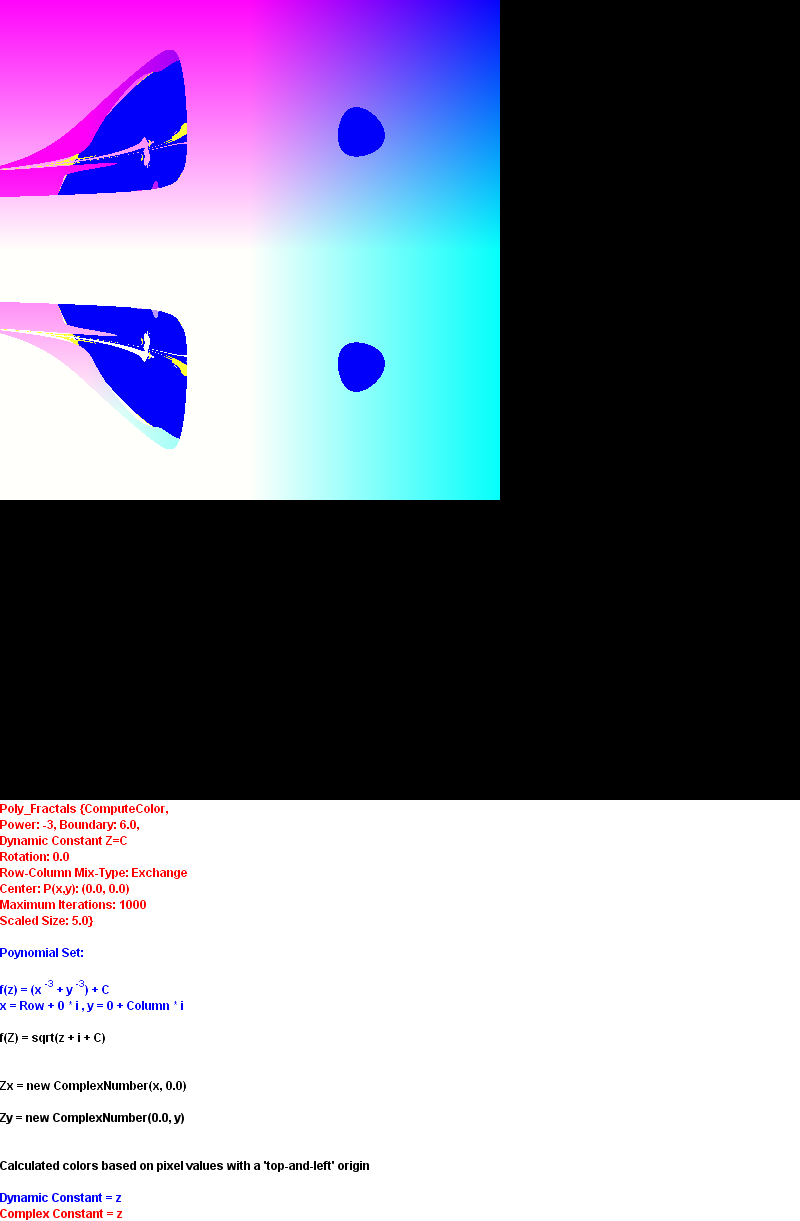 Poly_Fractals {ComputeColor,
Power: -3, Boundary: 6.0,
Dynamic Constant Z=C
Rotation: 0.0
Row-Column Mix-Type: Exchange
Center: P(x,y): (0.0, 0.0)
Maximum Iterations: 1000
Scaled Size: 5.0}
Poynomial Set:
f(z) = (x -3 + y -3) + C
x = Row + 0 * i , y = 0 + Column * i
f(Z) = sqrt(z + i + C)
Zx = new ComplexNumber(x, 0.0)
Zy = new ComplexNumber(0.0, y)
Calculated colors based on pixel values with a 'top-and-left' origin
Dynamic Constant = z
Complex Constant = z